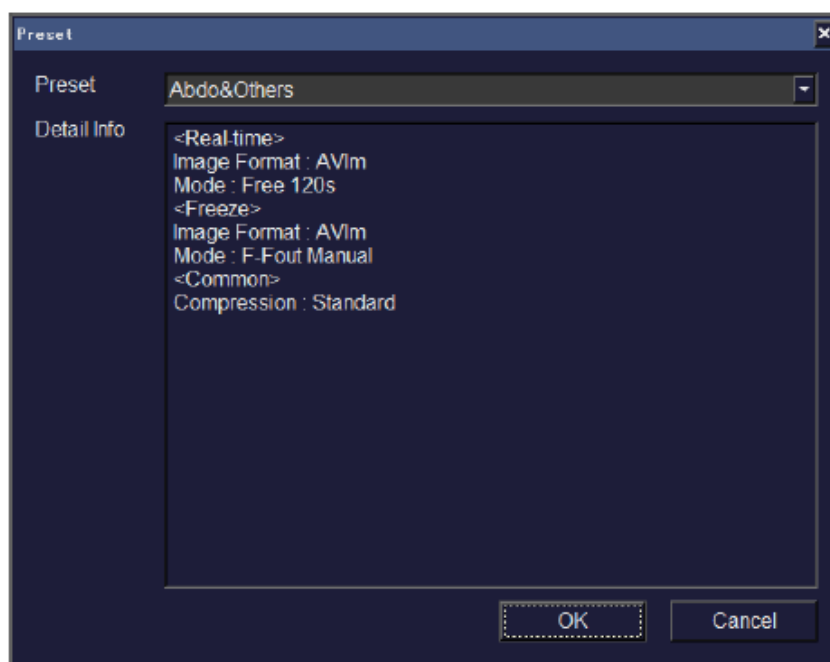 Preset
Preset
Abdo&Others
Detail Info
<Real-time>
Image Format : AVIm
Mode : Free 120s
<Freeze>
Image Format : AVIm
Mode : F-Fout Manual
<Common>
Compression : Standard
OK
Cancel